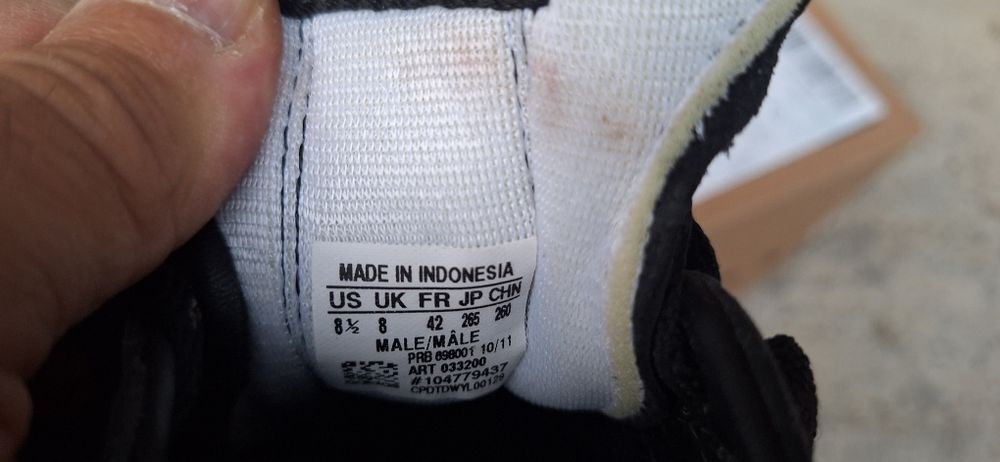 MADE IN INDONESIA
US UK FR JP CHN
8½ 8 42 265 260
MALE/MÂLE
PRB 698001 10/11
ART 033200
#104779437
CPDTDWYL00129